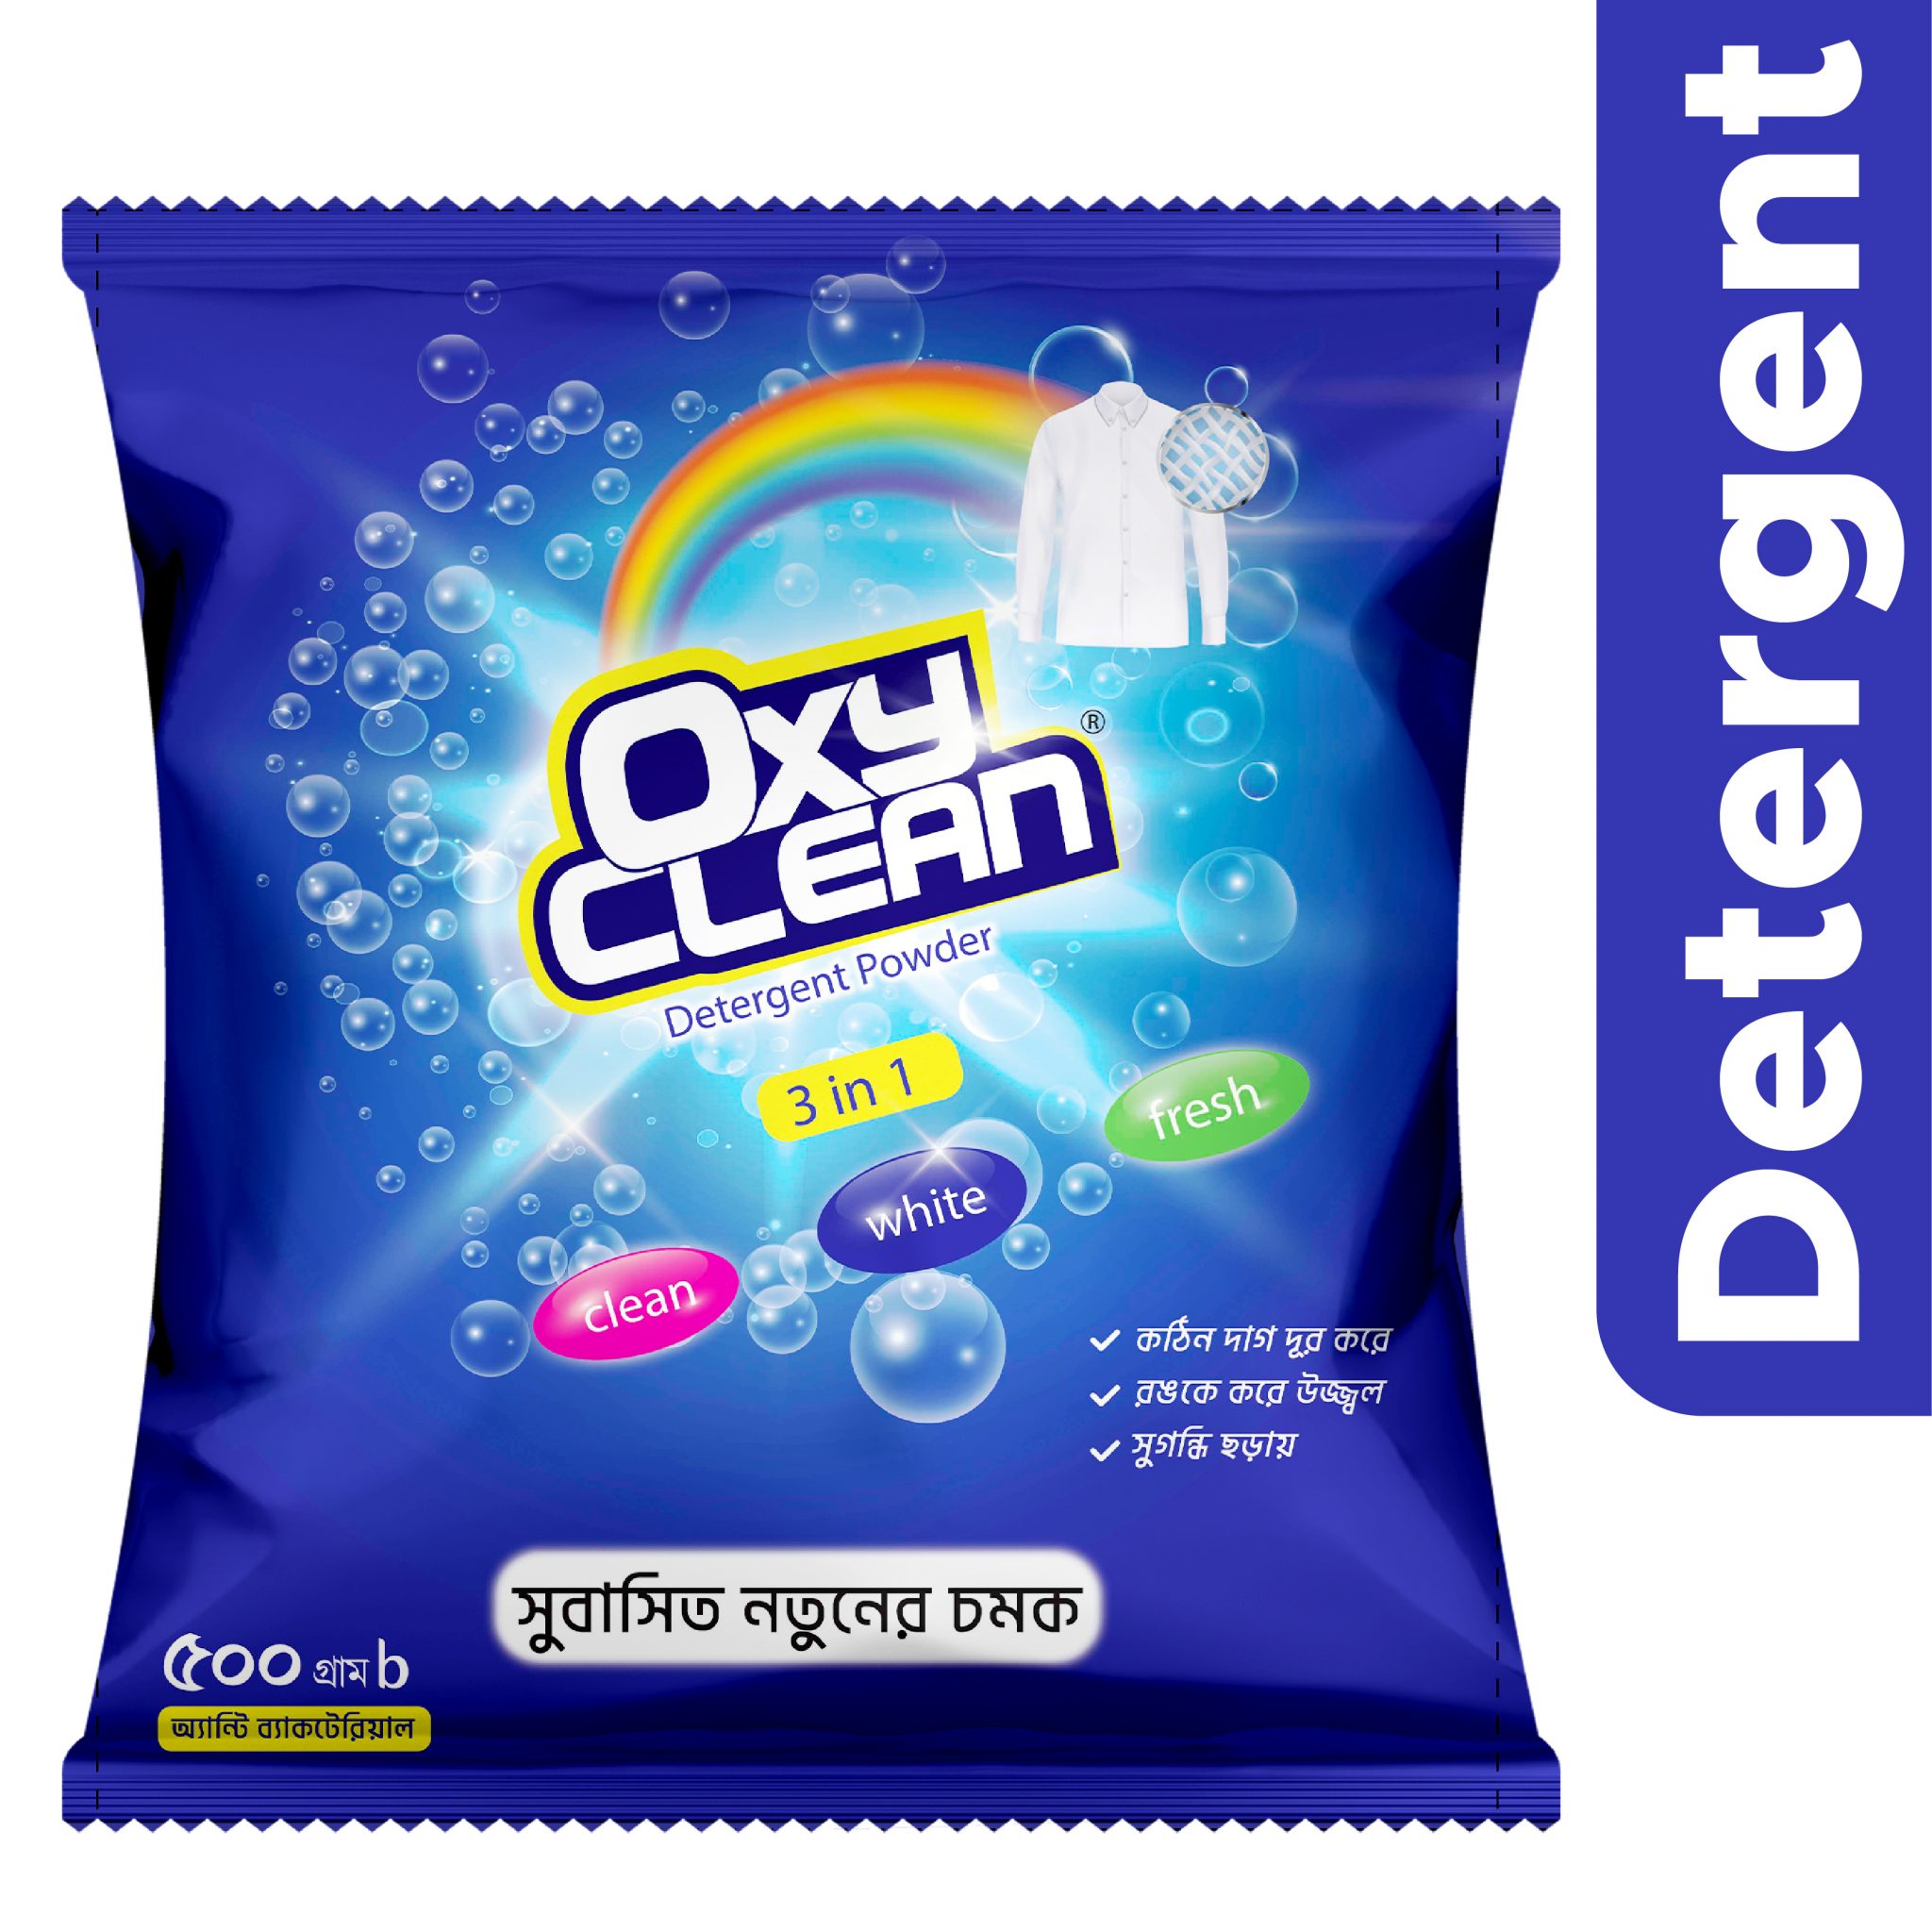 Oxy
CLEAN
®
Detergent Powder
3 in 1
fresh
white
clean
কঠিন দাগ দূর করে
রঙকে করে উজ্জ্বল
সুগন্ধি ছড়ায়
সুবাসিত নতুনের চমক
৫০০ গ্রাম b
অ্যান্টি ব্যাকটেরিয়াল
Detergent